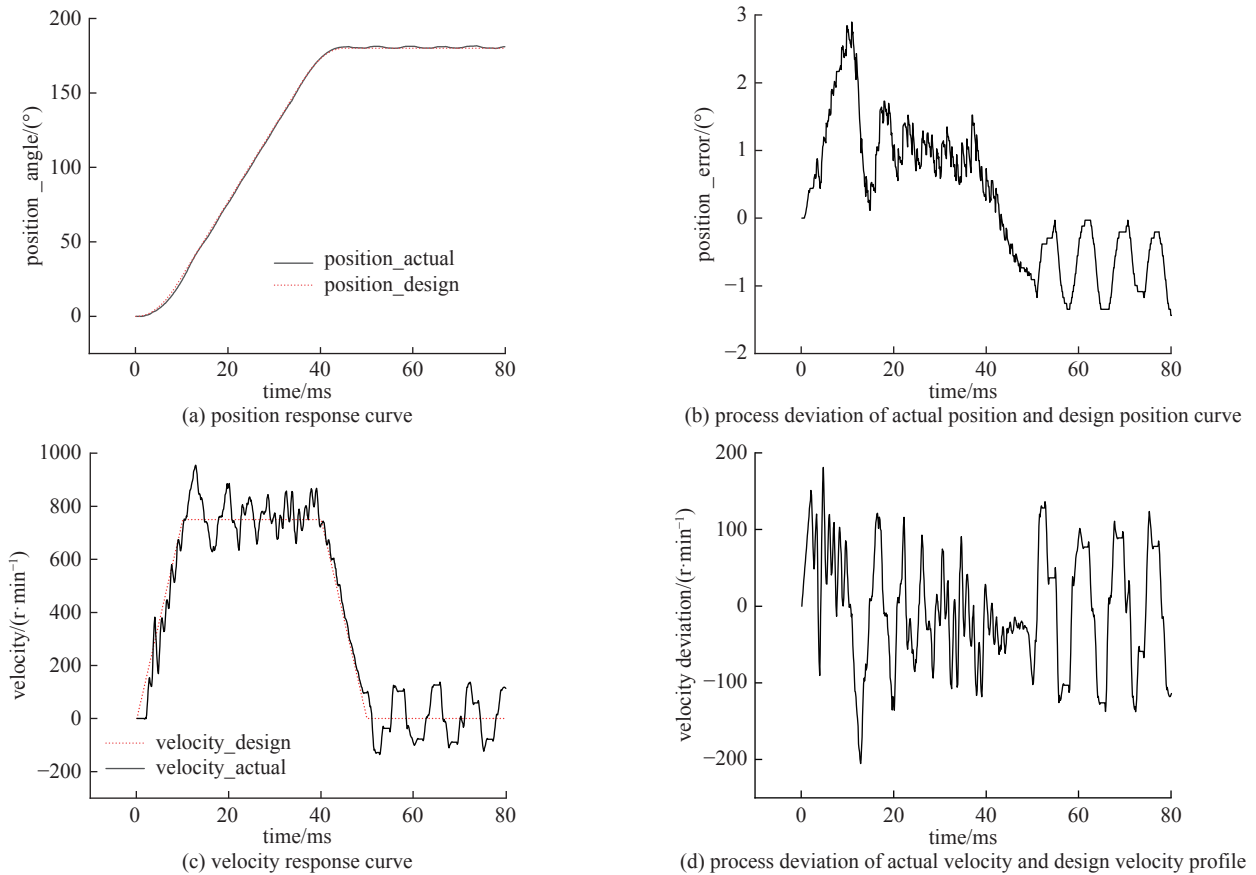 200
150
100
50
0
position _angle/(°)
position_actual
position_design
0 20 40 60 80
time/ms
(a) position response curve
3
2
1
0
−1
−2
position _error/(°)
0 20 40 60 80
time/ms
(b) process deviation of actual position and design position curve
1000
800
600
400
200
0
−200
velocity/(r·min⁻¹)
velocity_design
velocity_actual
0 20 40 60 80
time/ms
(c) velocity response curve
200
100
0
−100
−200
velocity deviation/(r·min⁻¹)
0 20 40 60 80
time/ms
(d) process deviation of actual velocity and design velocity profile